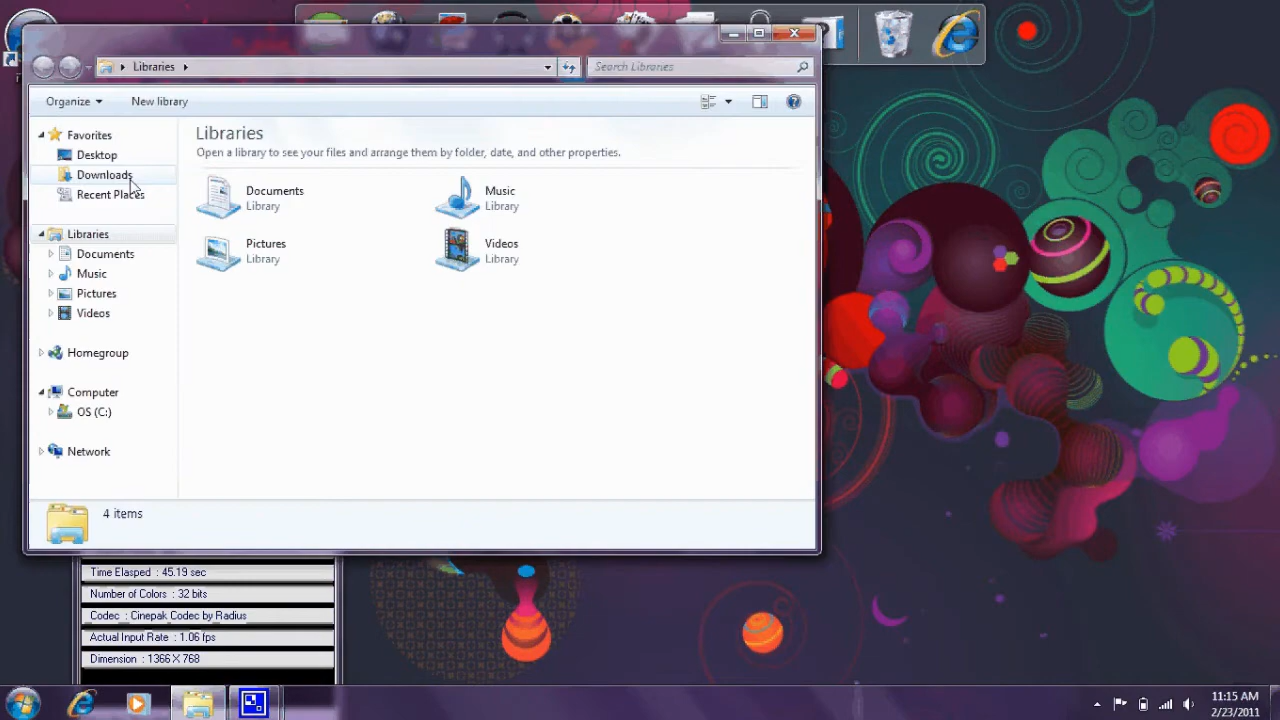 Libraries
Search Libraries
Organize
New library
Favorites
Desktop
Downloads
Recent Places
Libraries
Documents
Music
Pictures
Videos
Homegroup
Computer
OS (C:)
Network
Libraries
Open a library to see your files and arrange them by folder, date, and other properties.
Documents
Library
Music
Library
Pictures
Library
Videos
Library
4 items
Time Elasped : 45.19 sec
Number of Colors : 32 bits
Codec : Cinepak Codec by Radius
Actual Input Rate : 1.06 fps
Dimension : 1366 X 768
11:15 AM
2/23/2011